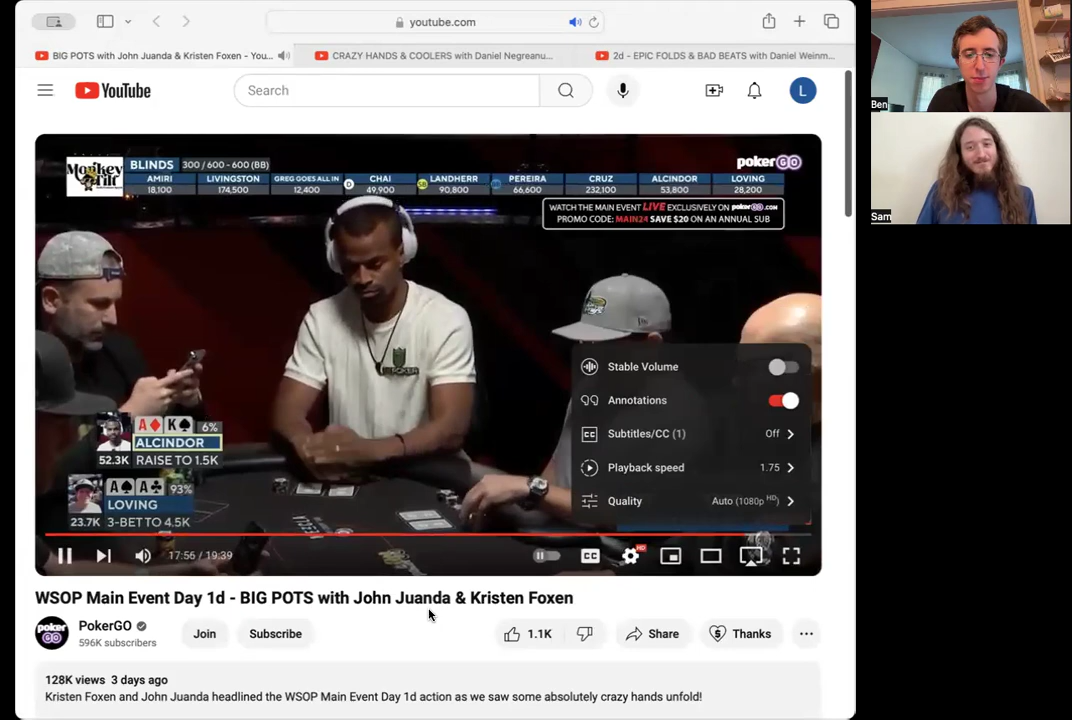 youtube.com
BIG POTS with John Juanda & Kristen Foxen - You...
CRAZY HANDS & COOLERS with Daniel Negreanu...
2d - EPIC FOLDS & BAD BEATS with Daniel Weinm...
YouTube
Search
L
Monkey Tilt
BLINDS 300 / 600 - 600 (BB)
pokerGO
AMIRI LIVINGSTON GREG GOES ALL IN CHAI LANDHERR PEREIRA CRUZ ALCINDOR LOVING
18,100 174,500 12,400 D 49,900 SB 90,800 66,600 232,100 53,800 28,200
WATCH THE MAIN EVENT LIVE EXCLUSIVELY ON pokerGO.com
PROMO CODE: MAIN24 SAVE $20 ON AN ANNUAL SUB
POKER
A♦ K♠ 6%
ALCINDOR
52.3K RAISE TO 1.5K
A♠ A♣ 93%
LOVING
23.7K 3-BET TO 4.5K
Stable Volume
Annotations
Subtitles/CC (1) Off
Playback speed 1.75
Quality Auto (1080p HD)
17:56 / 19:39
CC
HD
WSOP Main Event Day 1d - BIG POTS with John Juanda & Kristen Foxen
poker GO
PokerGO
596K subscribers
Join
Subscribe
1.1K
Share
Thanks
128K views 3 days ago
Kristen Foxen and John Juanda headlined the WSOP Main Event Day 1d action as we saw some absolutely crazy hands unfold!
Ben
Sam